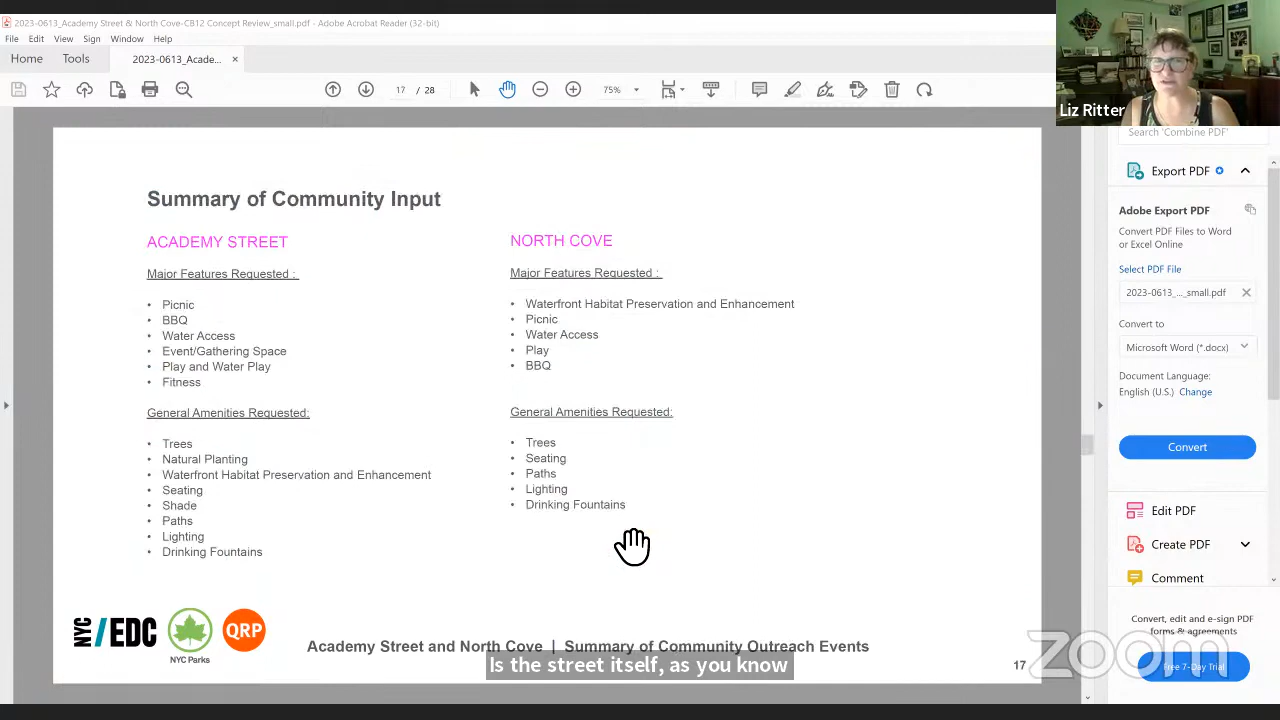 2023-0613_Academy Street & North Cove-CB12 Concept Review_small.pdf - Adobe Acrobat Reader (32-bit)
File Edit View Sign Window Help
Home Tools 2023-0613_Acade... ×
17 / 28 75%
Liz Ritter
Search 'Combine PDF'
Summary of Community Input
ACADEMY STREET
Major Features Requested :
• Picnic
• BBQ
• Water Access
• Event/Gathering Space
• Play and Water Play
• Fitness
General Amenities Requested:
• Trees
• Natural Planting
• Waterfront Habitat Preservation and Enhancement
• Seating
• Shade
• Paths
• Lighting
• Drinking Fountains
NORTH COVE
Major Features Requested :
• Waterfront Habitat Preservation and Enhancement
• Picnic
• Water Access
• Play
• BBQ
General Amenities Requested:
• Trees
• Seating
• Paths
• Lighting
• Drinking Fountains
NYC/EDC
NYC Parks
QRP
Academy Street and North Cove | Summary of Community Outreach Events
17
Is the street itself, as you know
Export PDF
Adobe Export PDF
Convert PDF Files to Word
or Excel Online
Select PDF File
2023-0613_..._small.pdf
Convert to
Microsoft Word (*.docx)
Document Language:
English (U.S.) Change
Convert
Edit PDF
Create PDF
Comment
Convert, edit and e-sign PDF
forms & agreements
Free 7-Day Trial
zoom